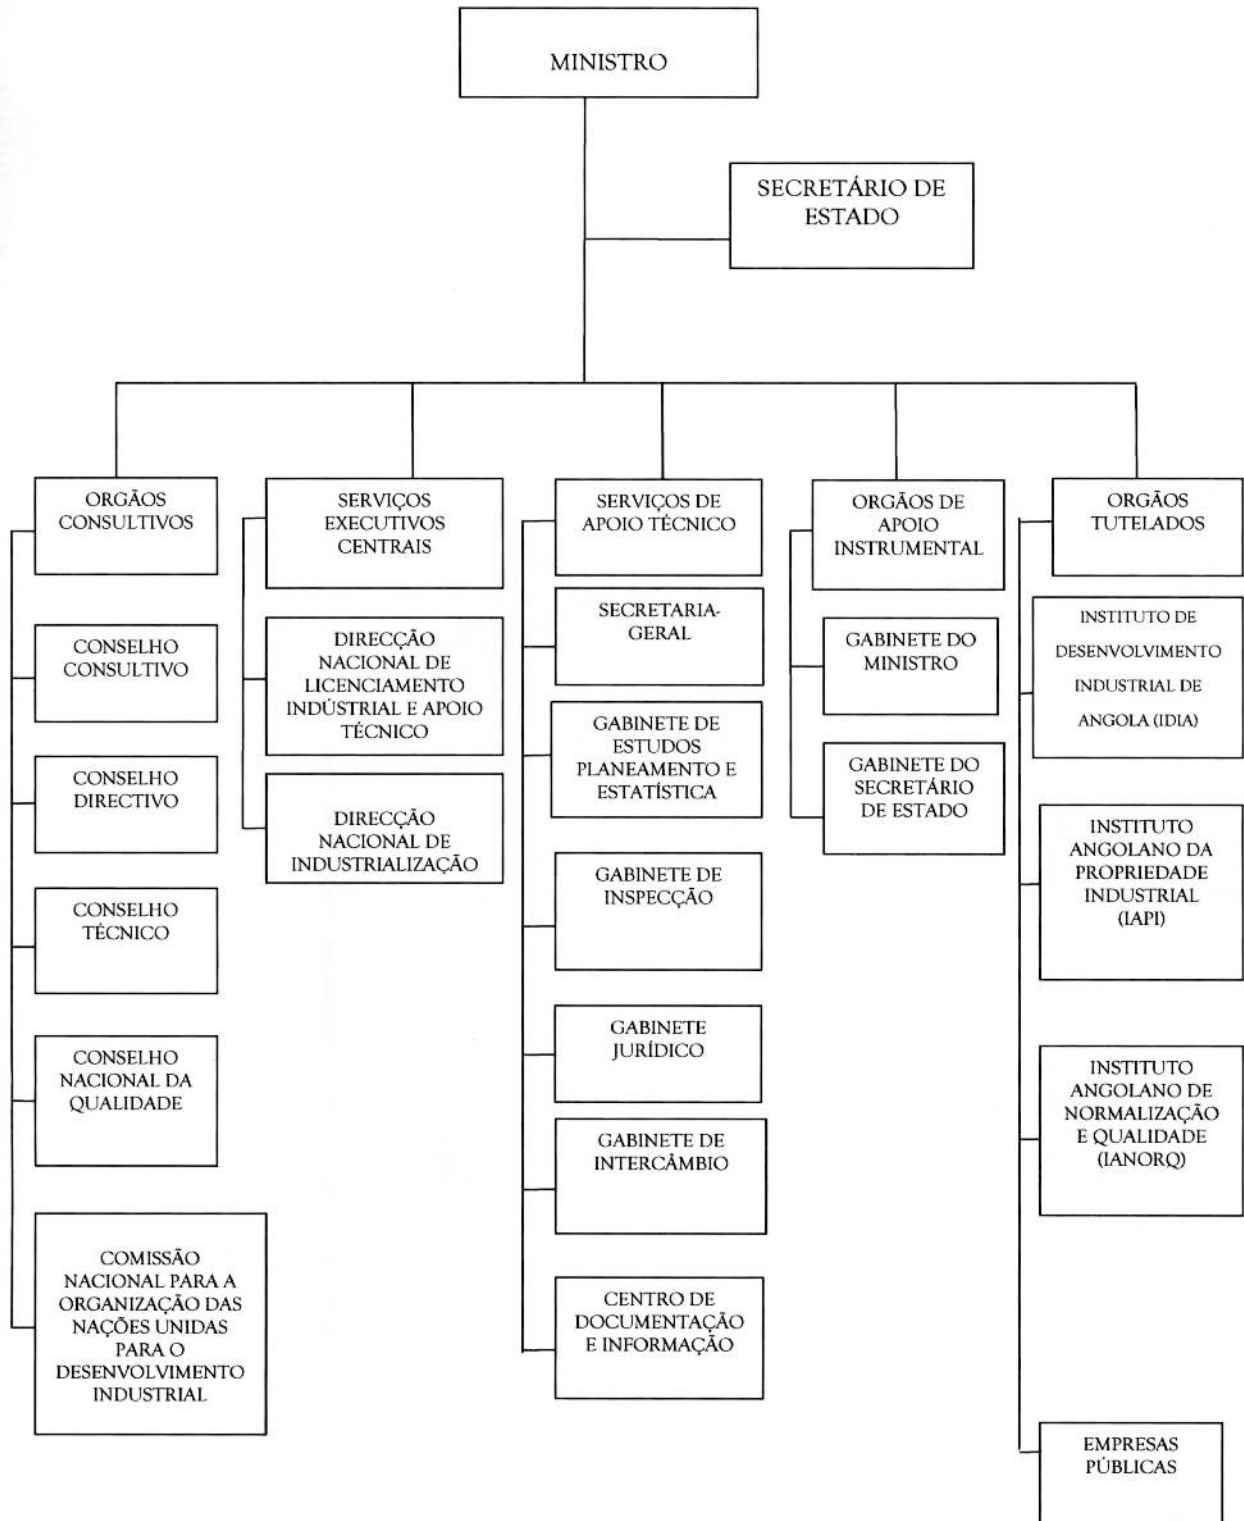 MINISTRO
SECRETÁRIO DE
ESTADO
ORGÃOS
CONSULTIVOS
CONSELHO
CONSULTIVO
CONSELHO
DIRECTIVO
CONSELHO
TÉCNICO
CONSELHO
NACIONAL DA
QUALIDADE
COMISSÃO
NACIONAL PARA A
ORGANIZAÇÃO DAS
NAÇÕES UNIDAS
PARA O
DESENVOLVIMENTO
INDUSTRIAL
SERVIÇOS
EXECUTIVOS
CENTRAIS
DIRECÇÃO
NACIONAL DE
LICENCIAMENTO
INDÚSTRIAL E APOIO
TÉCNICO
DIRECÇÃO
NACIONAL DE
INDUSTRIALIZAÇÃO
SERVIÇOS DE
APOIO TÉCNICO
SECRETARIA-
GERAL
GABINETE DE
ESTUDOS
PLANEAMENTO E
ESTATÍSTICA
GABINETE DE
INSPECÇÃO
GABINETE
JURÍDICO
GABINETE DE
INTERCÂMBIO
CENTRO DE
DOCUMENTAÇÃO
E INFORMAÇÃO
ORGÃOS DE
APOIO
INSTRUMENTAL
GABINETE DO
MINISTRO
GABINETE DO
SECRETÁRIO
DE ESTADO
ORGÃOS
TUTELADOS
INSTITUTO DE
DESENVOLVIMENTO
INDUSTRIAL DE
ANGOLA (IDIA)
INSTITUTO
ANGOLANO DA
PROPRIEDADE
INDUSTRIAL
(IAPI)
INSTITUTO
ANGOLANO DE
NORMALIZAÇÃO
E QUALIDADE
(IANORQ)
EMPRESAS
PÚBLICAS